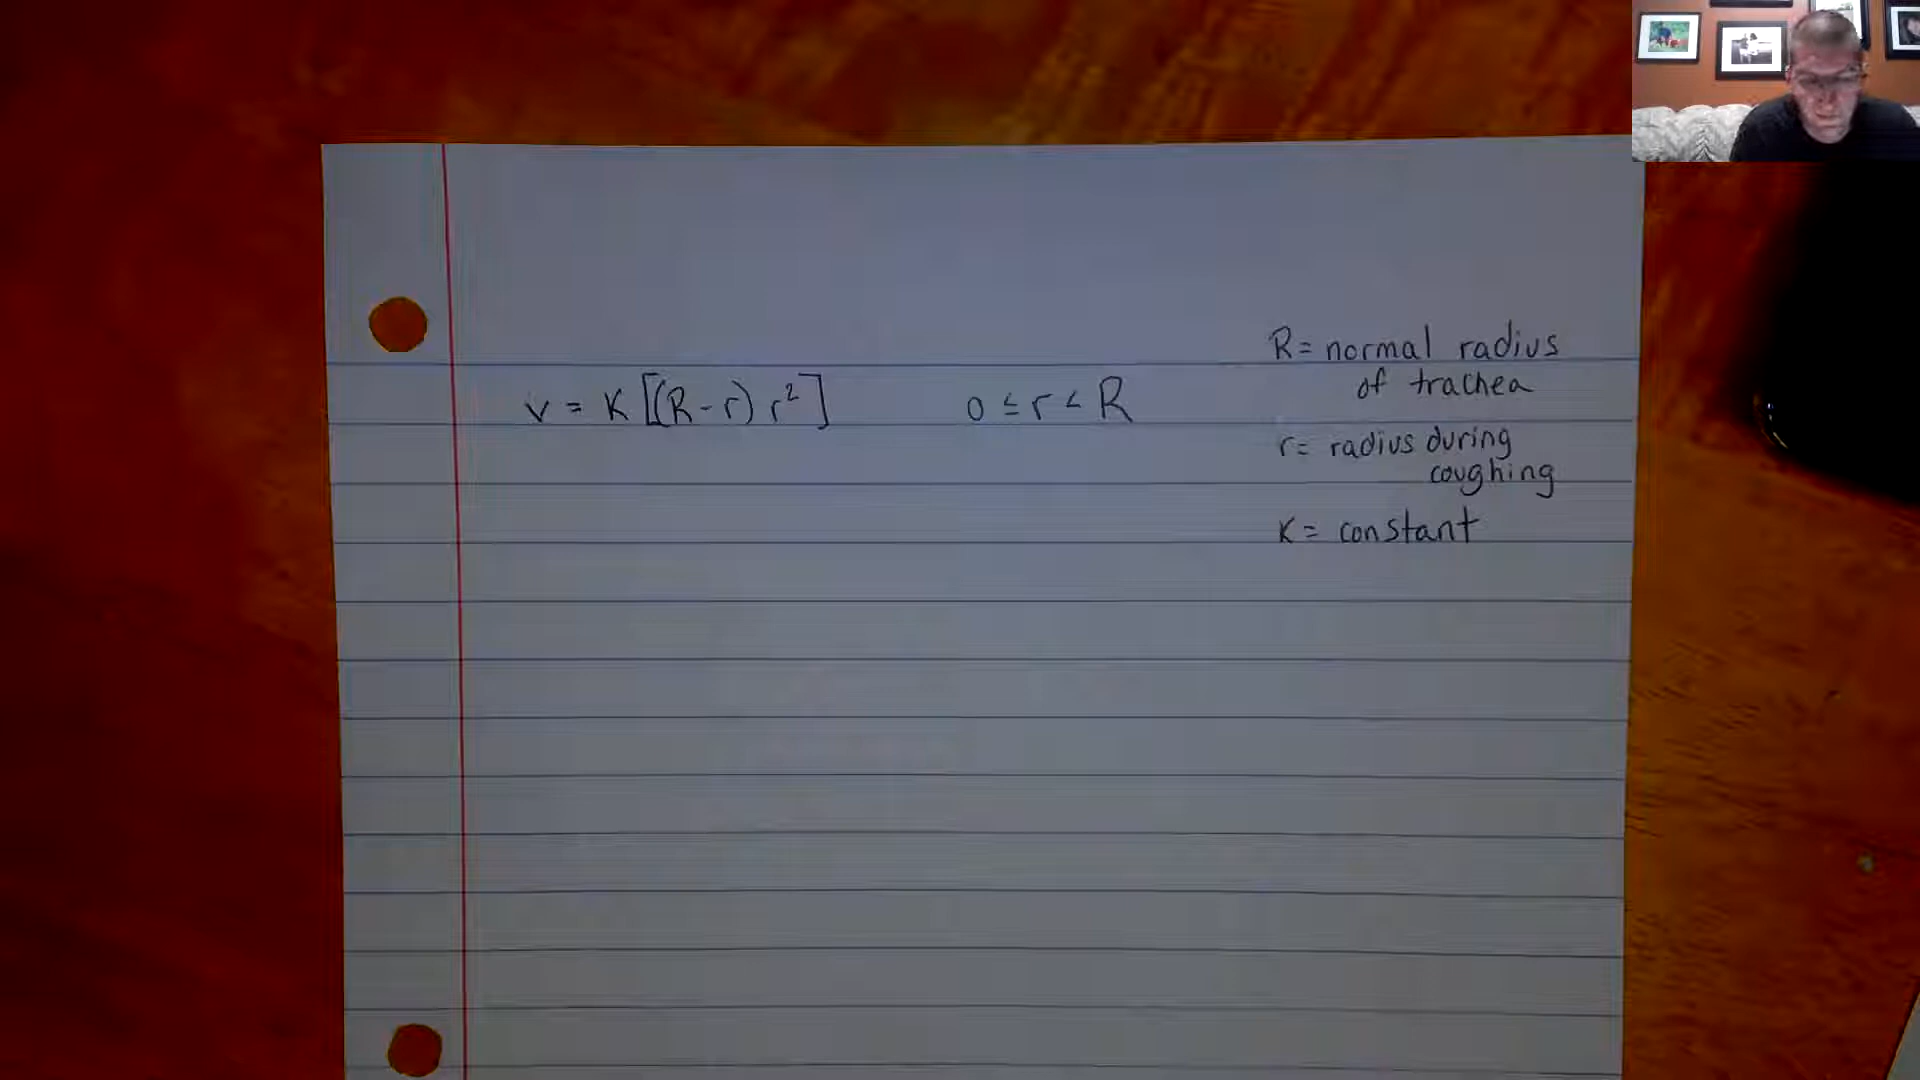 v = K [(R-r) r²]
0 ≤ r < R
R= normal radius
of trachea
r= radius during
coughing
K= constant